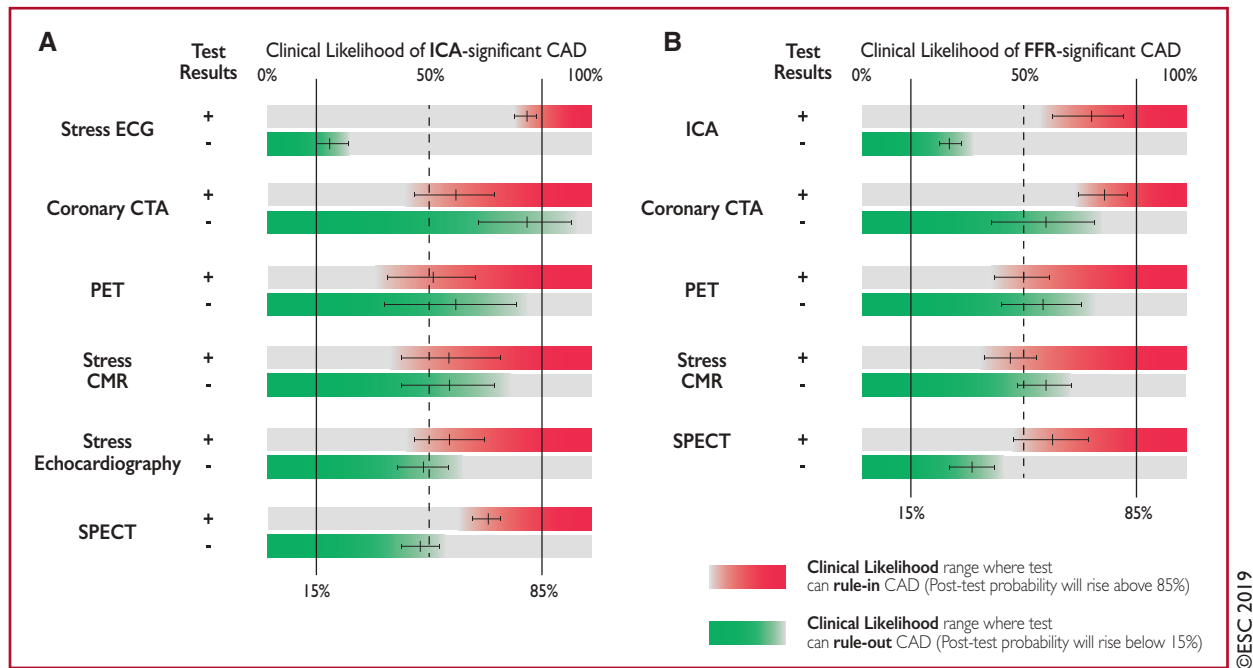 A
Test
Results
Clinical Likelihood of ICA-significant CAD
0% 50% 100%
Stress ECG
+
-
Coronary CTA
+
-
PET
+
-
Stress
CMR
+
-
Stress
Echocardiography
+
-
SPECT
+
-
15% 85%
B
Test
Results
Clinical Likelihood of FFR-significant CAD
0% 50% 100%
ICA
+
-
Coronary CTA
+
-
PET
+
-
Stress
CMR
+
-
SPECT
+
-
15% 85%
Clinical Likelihood range where test
can rule-in CAD (Post-test probability will rise above 85%)
Clinical Likelihood range where test
can rule-out CAD (Post-test probability will rise below 15%)
©ESC 2019